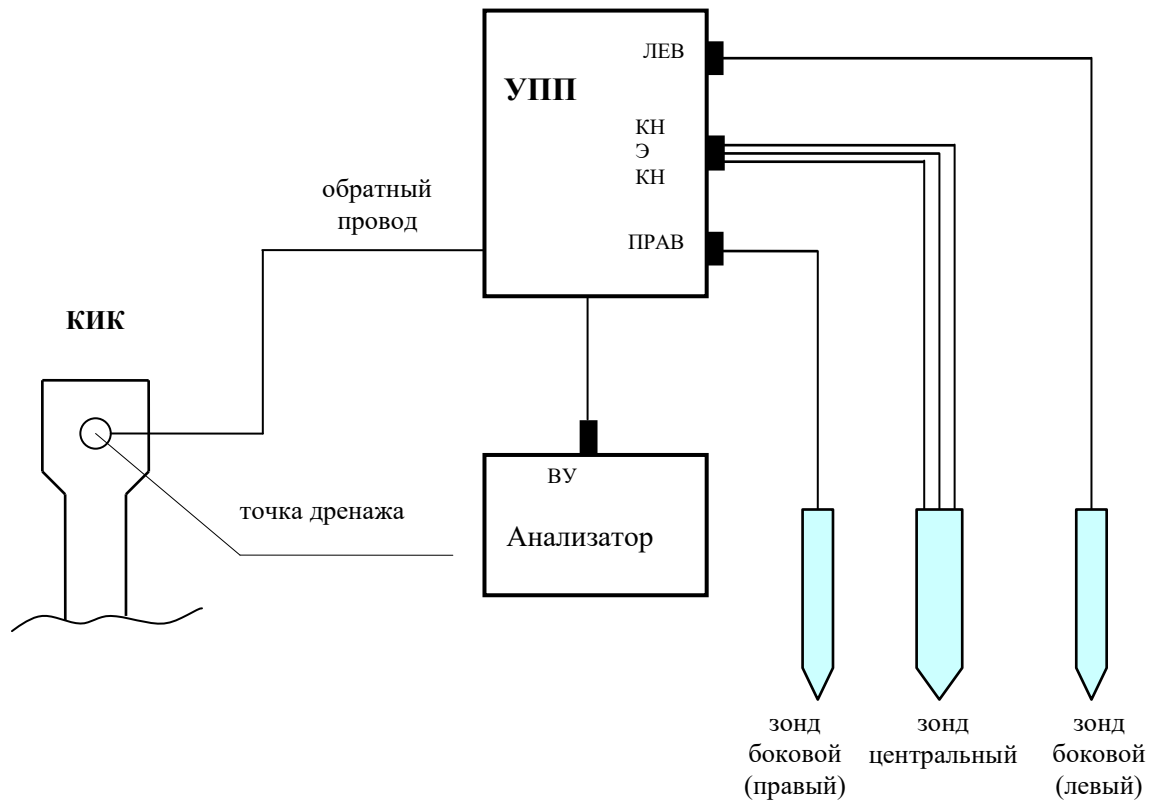 ЛЕВ
УПП
КН
Э
КН
обратный
провод
ПРАВ
КИК
ВУ
точка дренажа
Анализатор
зонд
боковой
(правый)
зонд
центральный
зонд
боковой
(левый)